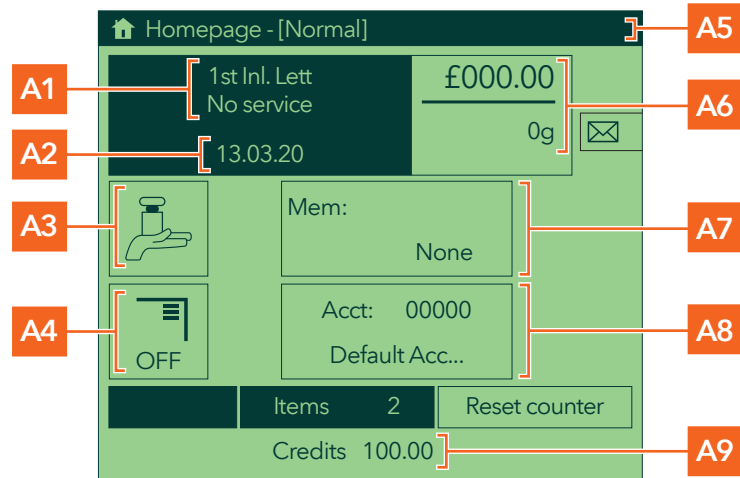 Homepage - [Normal]
A5
A1
1st Inl. Lett
No service
£000.00
A6
A2
13.03.20
0g
A3
Mem:
None
A7
A4
OFF
Acct: 00000
Default Acc...
A8
Items 2 Reset counter
Credits 100.00
A9